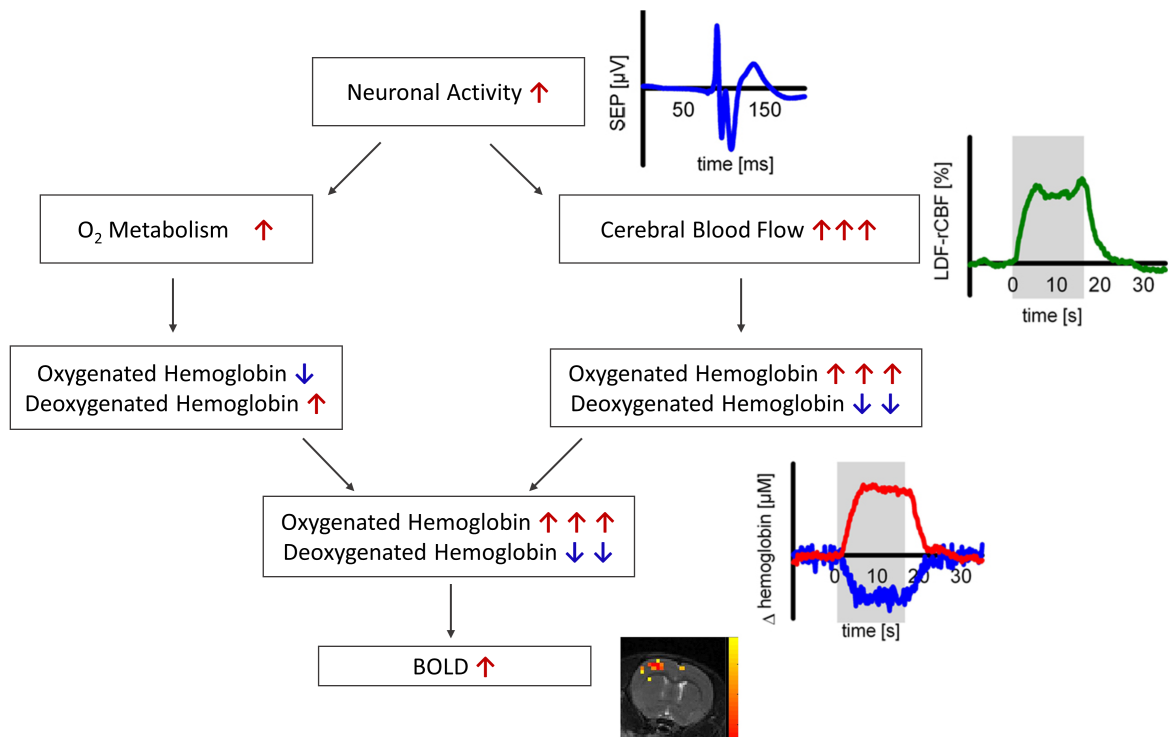 Neuronal Activity ↑
SEP [µV]
50
150
time [ms]
O₂ Metabolism ↑
Cerebral Blood Flow ↑↑↑
LDF-rCBF [%]
0 10 20 30
time [s]
Oxygenated Hemoglobin ↓
Deoxygenated Hemoglobin ↑
Oxygenated Hemoglobin ↑ ↑ ↑
Deoxygenated Hemoglobin ↓ ↓
Oxygenated Hemoglobin ↑ ↑ ↑
Deoxygenated Hemoglobin ↓ ↓
Δ hemoglobin [µM]
0 10 20 30
time [s]
BOLD ↑